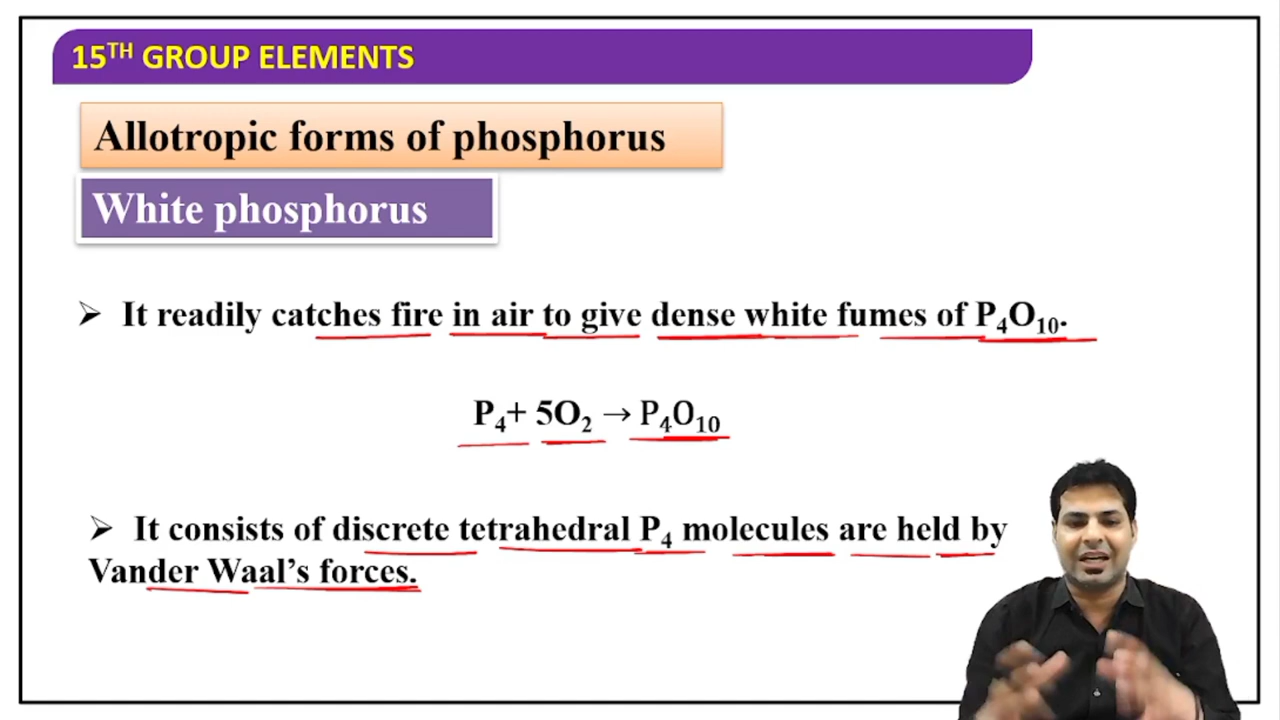 15TH GROUP ELEMENTS
Allotropic forms of phosphorus
White phosphorus
➢ It readily catches fire in air to give dense white fumes of P₄O₁₀.
P₄+ 5O₂ → P₄O₁₀
➢ It consists of discrete tetrahedral P₄ molecules are held by
Vander Waal’s forces.